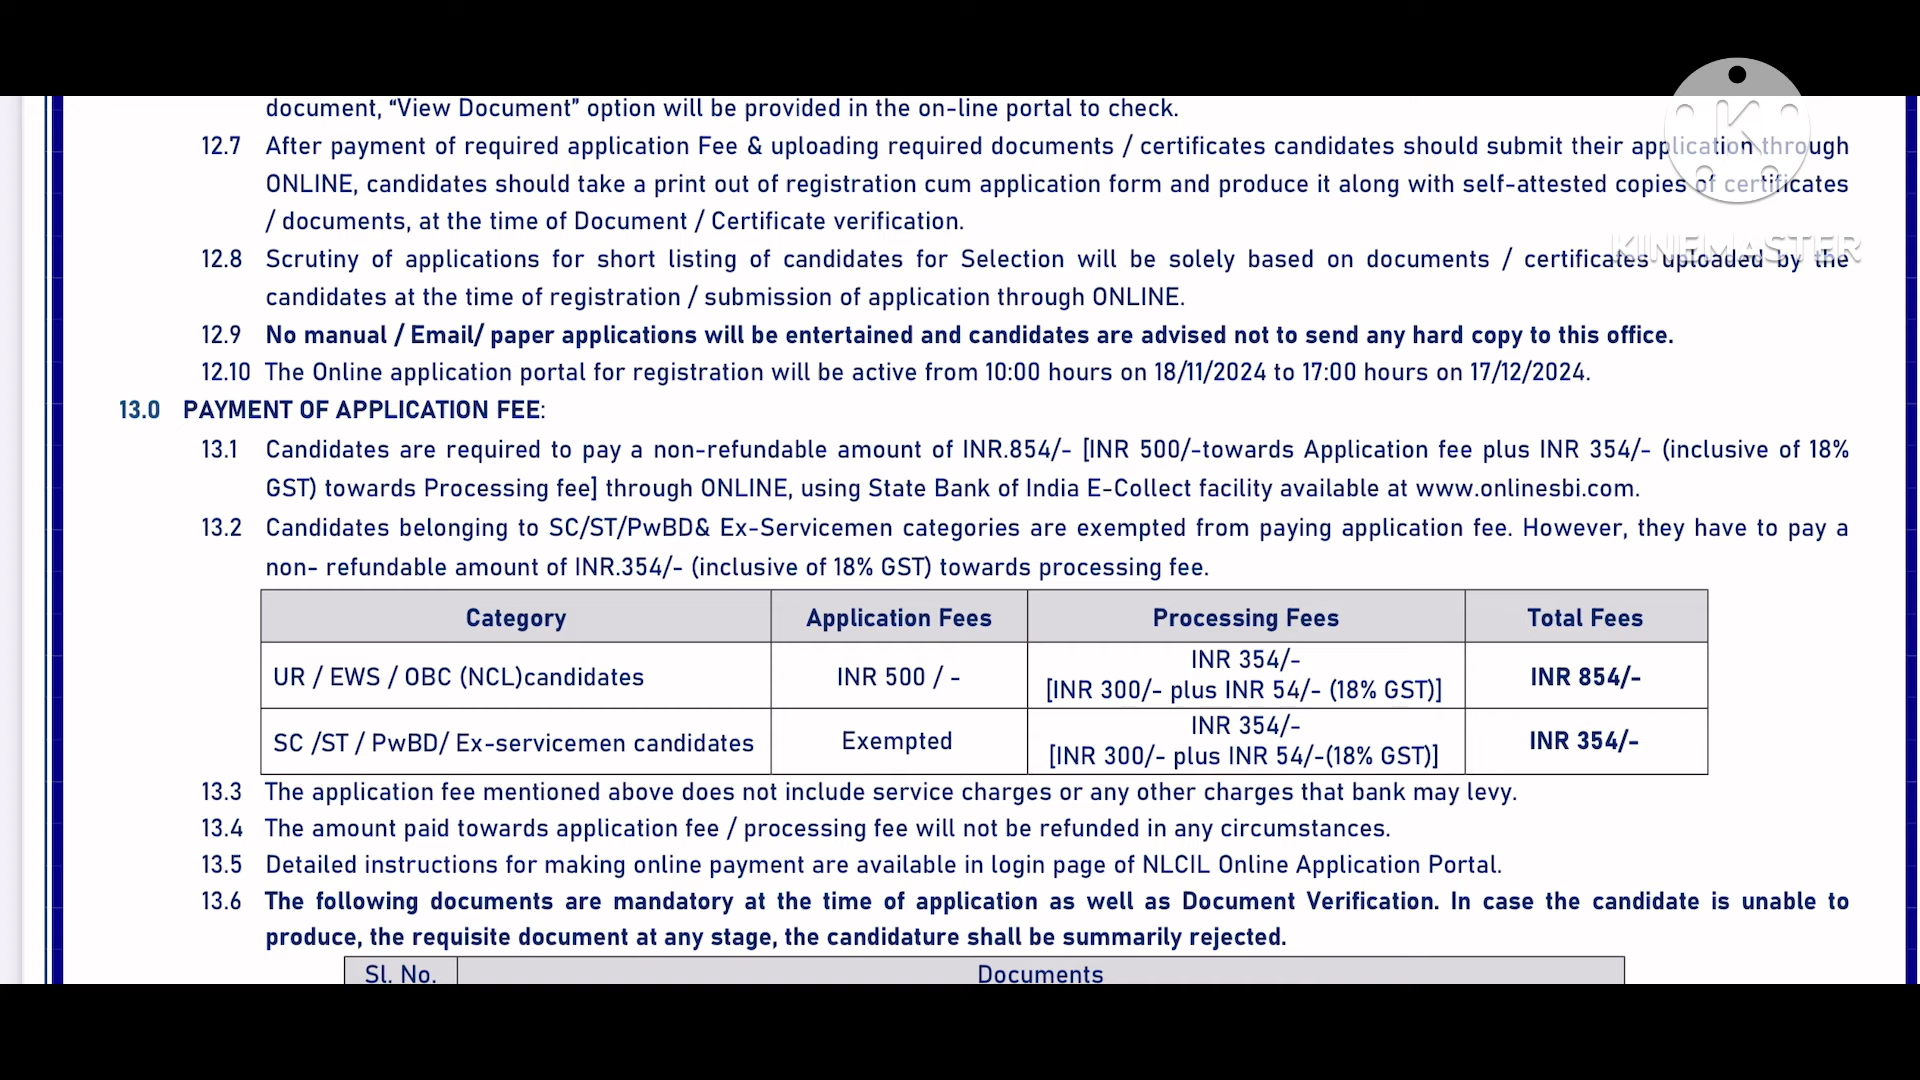 document, “View Document” option will be provided in the on-line portal to check.
12.7 After payment of required application Fee & uploading required documents / certificates candidates should submit their application through
ONLINE, candidates should take a print out of registration cum application form and produce it along with self-attested copies of certificates
/ documents, at the time of Document / Certificate verification.
12.8 Scrutiny of applications for short listing of candidates for Selection will be solely based on documents / certificates uploaded by the
candidates at the time of registration / submission of application through ONLINE.
12.9 No manual / Email/ paper applications will be entertained and candidates are advised not to send any hard copy to this office.
12.10 The Online application portal for registration will be active from 10:00 hours on 18/11/2024 to 17:00 hours on 17/12/2024.
13.0 PAYMENT OF APPLICATION FEE:
13.1 Candidates are required to pay a non-refundable amount of INR.854/- [INR 500/-towards Application fee plus INR 354/- (inclusive of 18%
GST) towards Processing fee] through ONLINE, using State Bank of India E-Collect facility available at www.onlinesbi.com.
13.2 Candidates belonging to SC/ST/PwBD& Ex-Servicemen categories are exempted from paying application fee. However, they have to pay a
non- refundable amount of INR.354/- (inclusive of 18% GST) towards processing fee.
Category Application Fees Processing Fees Total Fees
UR / EWS / OBC (NCL)candidates INR 500 / - INR 354/- INR 854/-
[INR 300/- plus INR 54/- (18% GST)]
SC /ST / PwBD/ Ex-servicemen candidates Exempted INR 354/- INR 354/-
[INR 300/- plus INR 54/-(18% GST)]
13.3 The application fee mentioned above does not include service charges or any other charges that bank may levy.
13.4 The amount paid towards application fee / processing fee will not be refunded in any circumstances.
13.5 Detailed instructions for making online payment are available in login page of NLCIL Online Application Portal.
13.6 The following documents are mandatory at the time of application as well as Document Verification. In case the candidate is unable to
produce, the requisite document at any stage, the candidature shall be summarily rejected.
Sl. No. Documents
K
KINEMASTER